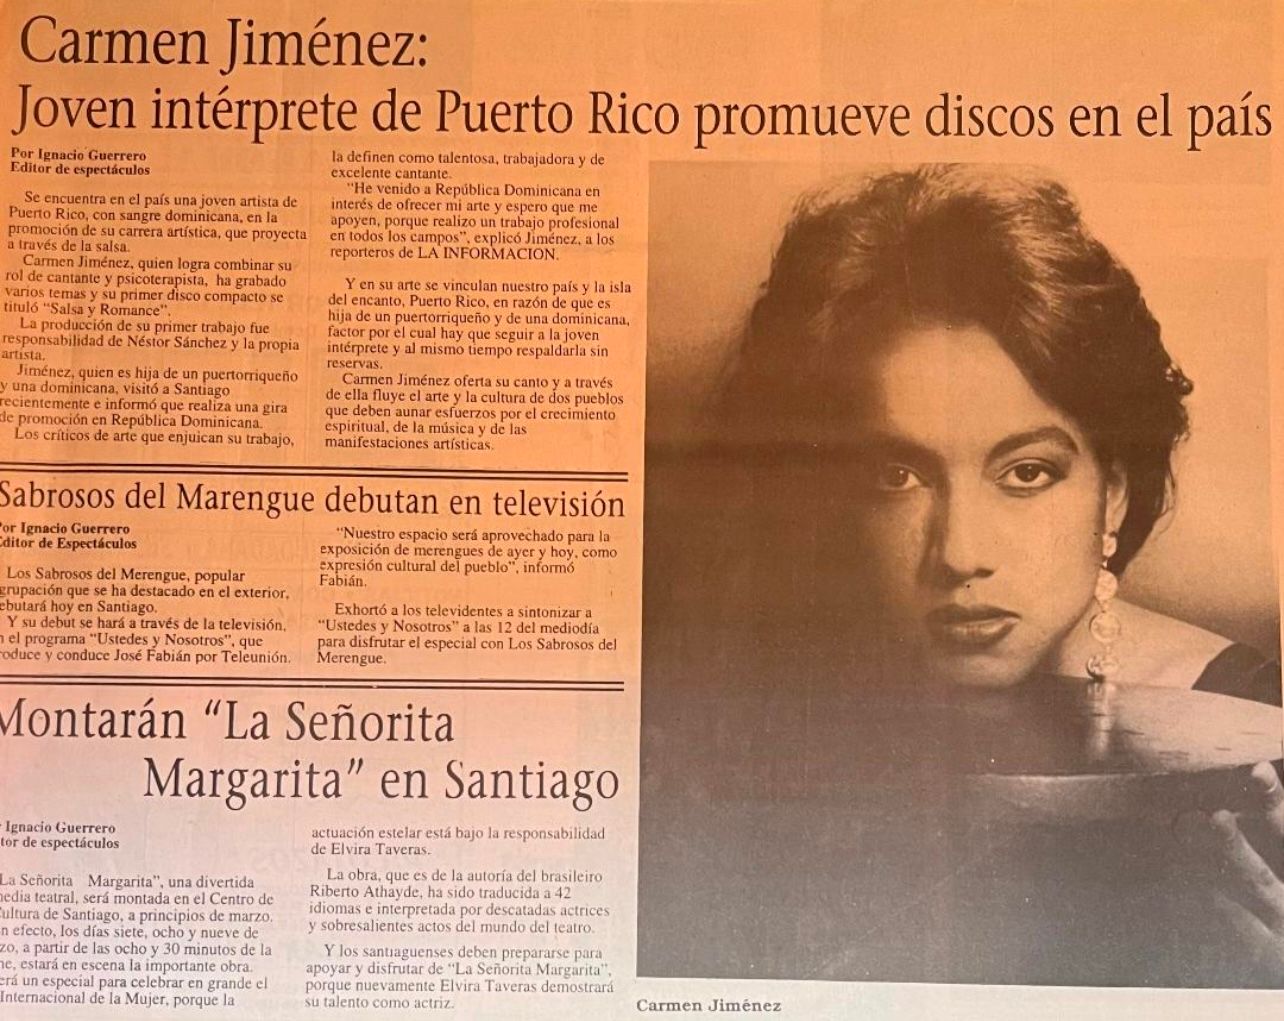 Carmen Jiménez:
Joven intérprete de Puerto Rico promueve discos en el país
Por Ignacio Guerrero
Editor de espectáculos
Se encuentra en el país una joven artista de
Puerto Rico, con sangre dominicana, en la
promoción de su carrera artística, que proyecta
a través de la salsa.
Carmen Jiménez, quien logra combinar su
rol de cantante y psicoterapista, ha grabado
varios temas y su primer disco compacto se
tituló "Salsa y Romance".
La producción de su primer trabajo fue
responsabilidad de Néstor Sánchez y la propia
artista.
Jiménez, quien es hija de un puertorriqueño
y una dominicana, visitó a Santiago
recientemente e informó que realiza una gira
de promoción en República Dominicana.
Los críticos de arte que enjuician su trabajo,
la definen como talentosa, trabajadora y de
excelente cantante.
"He venido a República Dominicana en
interés de ofrecer mi arte y espero que me
apoyen, porque realizo un trabajo profesional
en todos los campos", explicó Jiménez, a los
reporteros de LA INFORMACION.
Y en su arte se vinculan nuestro país y la isla
del encanto, Puerto Rico, en razón de que es
hija de un puertorriqueño y de una dominicana,
factor por el cual hay que seguir a la joven
intérprete y al mismo tiempo respaldarla sin
reservas.
Carmen Jiménez oferta su canto y a través
de ella fluye el arte y la cultura de dos pueblos
que deben aunar esfuerzos por el crecimiento
espiritual, de la música y de las
manifestaciones artísticas.
Sabrosos del Marengue debutan en televisión
Por Ignacio Guerrero
Editor de Espectáculos
Los Sabrosos del Merengue, popular
grupación que se ha destacado en el exterior,
ebutará hoy en Santiago.
Y su debut se hará a través de la televisión,
n el programa "Ustedes y Nosotros", que
roduce y conduce José Fabián por Teleunión.
"Nuestro espacio será aprovechado para la
exposición de merengues de ayer y hoy, como
expresión cultural del pueblo", informó
Fabián.
Exhortó a los televidentes a sintonizar a
"Ustedes y Nosotros" a las 12 del mediodía
para disfrutar el especial con Los Sabrosos del
Merengue.
Montarán "La Señorita
Margarita" en Santiago
r Ignacio Guerrero
tor de espectáculos
La Señorita Margarita", una divertida
media teatral, será montada en el Centro de
Cultura de Santiago, a principios de marzo.
n efecto, los días siete, ocho y nueve de
zo, a partir de las ocho y 30 minutos de la
he, estará en escena la importante obra.
erá un especial para celebrar en grande el
Internacional de la Mujer, porque la
actuación estelar está bajo la responsabilidad
de Elvira Taveras.
La obra, que es de la autoría del brasileiro
Riberto Athayde, ha sido traducida a 42
idiomas e interpretada por descatadas actrices
y sobresalientes actos del mundo del teatro.
Y los santiaguenses deben prepararse para
apoyar y disfrutar de "La Señorita Margarita",
porque nuevamente Elvira Taveras demostrará
su talento como actriz.
Carmen Jiménez